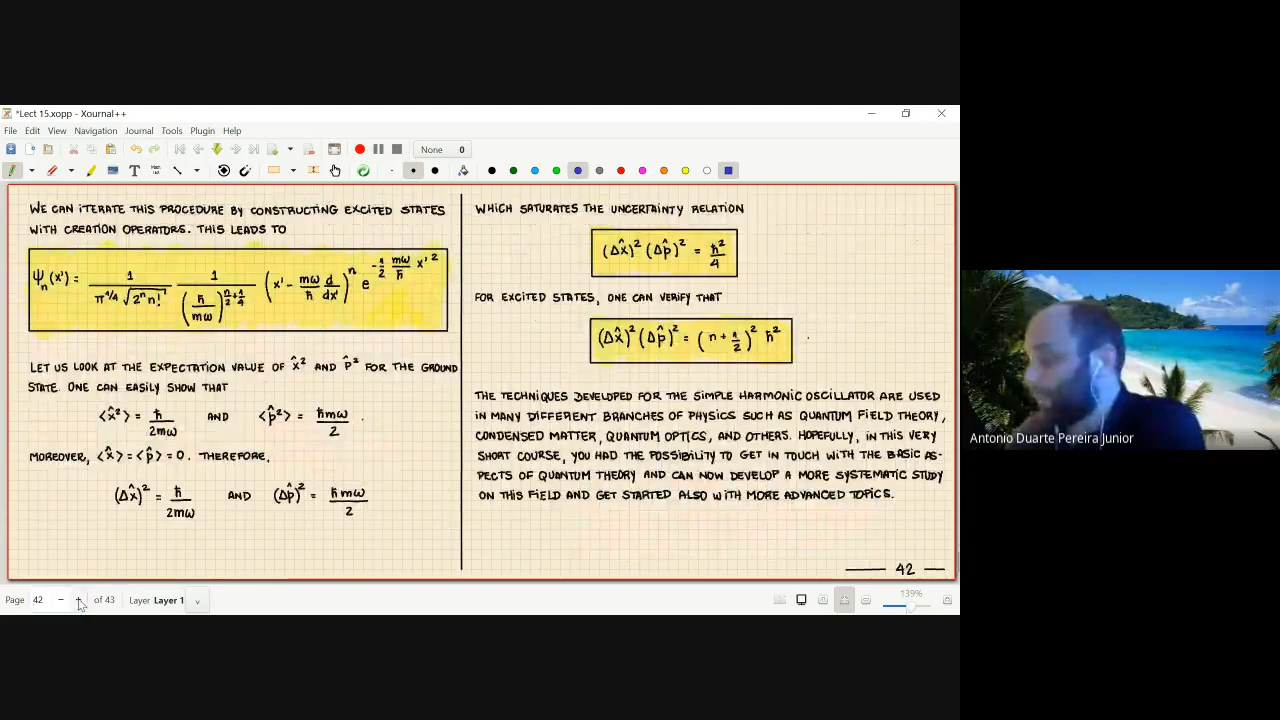 *Lect 15.xopp - Xournal++
File Edit View Navigation Journal Tools Plugin Help
None 0
WE CAN ITERATE THIS PROCEDURE BY CONSTRUCTING EXCITED STATES
WITH CREATION OPERATORS. THIS LEADS TO
ψₙ(x') = 1/(π^{1/4} √(2ⁿ n!)) 1/((ħ/mω)^{n/2+1/4}) (x' - mω/ħ d/dx')ⁿ e^{-1/2 mω/ħ x'²}
LET US LOOK AT THE EXPECTATION VALUE OF x̂² AND p̂² FOR THE GROUND
STATE. ONE CAN EASILY SHOW THAT
⟨x̂²⟩ = ħ/2mω AND ⟨p̂²⟩ = ħmω/2 .
MOREOVER, ⟨x̂⟩=⟨p̂⟩=0. THEREFORE,
(Δx̂)² = ħ/2mω AND (Δp̂)² = ħmω/2
WHICH SATURATES THE UNCERTAINTY RELATION
(Δx̂)² (Δp̂)² = ħ²/4
FOR EXCITED STATES, ONE CAN VERIFY THAT
(Δx̂)² (Δp̂)² = (n + 1/2)² ħ² .
THE TECHNIQUES DEVELOPED FOR THE SIMPLE HARMONIC OSCILLATOR ARE USED
IN MANY DIFFERENT BRANCHES OF PHYSICS SUCH AS QUANTUM FIELD THEORY,
CONDENSED MATTER, QUANTUM OPTICS, AND OTHERS. HOPEFULLY, IN THIS VERY
SHORT COURSE, YOU HAD THE POSSIBILITY TO GET IN TOUCH WITH THE BASIC AS-
PECTS OF QUANTUM THEORY AND CAN NOW DEVELOP A MORE SYSTEMATIC STUDY
ON THIS FIELD AND GET STARTED ALSO WITH MORE ADVANCED TOPICS.
42
Page 42 − + of 43 Layer Layer 1
139%
Antonio Duarte Pereira Junior